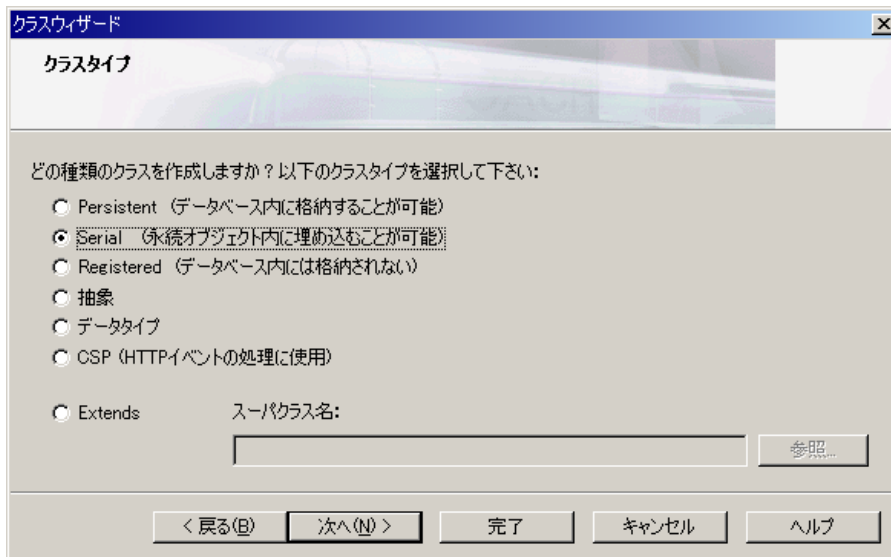 クラスウィザード
クラスタイプ
どの種類のクラスを作成しますか？以下のクラスタイプを選択して下さい:
Persistent (データベース内に格納することが可能)
Serial (永続オブジェクト内に埋め込むことが可能)
Registered (データベース内には格納されない)
抽象
データタイプ
CSP (HTTPイベントの処理に使用)
Extends スーパクラス名:
参照...
< 戻る(B) 次へ(N) > 完了 キャンセル ヘルプ